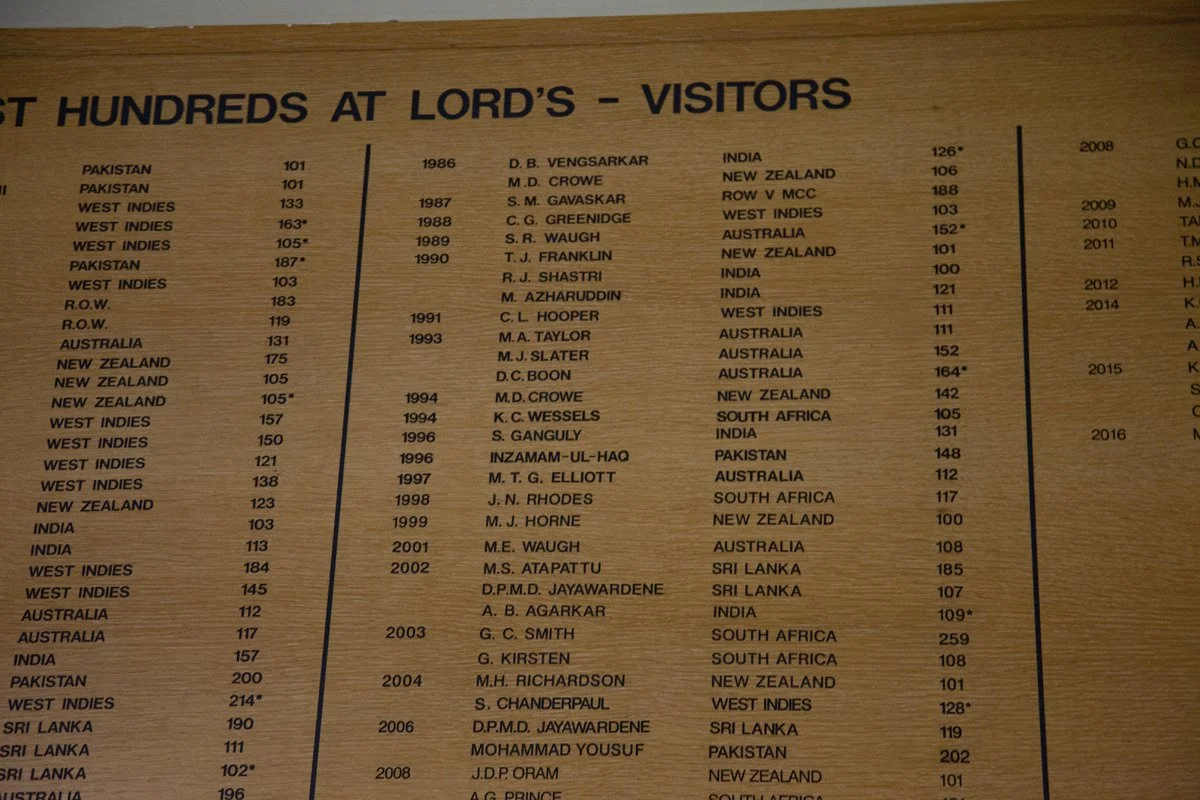 ST HUNDREDS AT LORD'S - VISITORS
PAKISTAN 101
PAKISTAN 101
WEST INDIES 133
WEST INDIES 163*
WEST INDIES 105*
PAKISTAN 187*
WEST INDIES 103
R.O.W. 183
R.O.W. 119
AUSTRALIA 131
NEW ZEALAND 175
NEW ZEALAND 105
NEW ZEALAND 105*
WEST INDIES 157
WEST INDIES 150
WEST INDIES 121
WEST INDIES 138
NEW ZEALAND 123
INDIA 103
INDIA 113
WEST INDIES 184
WEST INDIES 145
AUSTRALIA 112
AUSTRALIA 117
INDIA 157
PAKISTAN 200
WEST INDIES 214*
SRI LANKA 190
SRI LANKA 111
SRI LANKA 102*
AUSTRALIA 196
1986 D. B. VENGSARKAR INDIA 126*
M.D. CROWE NEW ZEALAND 106
1987 S. M. GAVASKAR ROW V MCC 188
1988 C. G. GREENIDGE WEST INDIES 103
1989 S. R. WAUGH AUSTRALIA 152*
1990 T. J. FRANKLIN NEW ZEALAND 101
R. J. SHASTRI INDIA 100
M. AZHARUDDIN INDIA 121
1991 C. L. HOOPER WEST INDIES 111
1993 M. A. TAYLOR AUSTRALIA 111
M. J. SLATER AUSTRALIA 152
D. C. BOON AUSTRALIA 164*
1994 M.D. CROWE NEW ZEALAND 142
1994 K. C. WESSELS SOUTH AFRICA 105
1996 S. GANGULY INDIA 131
1996 INZAMAM-UL-HAQ PAKISTAN 148
1997 M. T. G. ELLIOTT AUSTRALIA 112
1998 J. N. RHODES SOUTH AFRICA 117
1999 M. J. HORNE NEW ZEALAND 100
2001 M.E. WAUGH AUSTRALIA 108
2002 M.S. ATAPATTU SRI LANKA 185
D.P.M.D. JAYAWARDENE SRI LANKA 107
A. B. AGARKAR INDIA 109*
2003 G. C. SMITH SOUTH AFRICA 259
G. KIRSTEN SOUTH AFRICA 108
2004 M.H. RICHARDSON NEW ZEALAND 101
S. CHANDERPAUL WEST INDIES 128*
2006 D.P.M.D. JAYAWARDENE SRI LANKA 119
MOHAMMAD YOUSUF PAKISTAN 202
2008 J.D.P. ORAM NEW ZEALAND 101
A.G. PRINCE SOUTH AFRICA
2008 G.C
N.D
H.M
2009 M.J
2010 TA
2011 T.M
R.S
2012 H.
2014 K.
A.
A
2015 K
S
C
2016 M